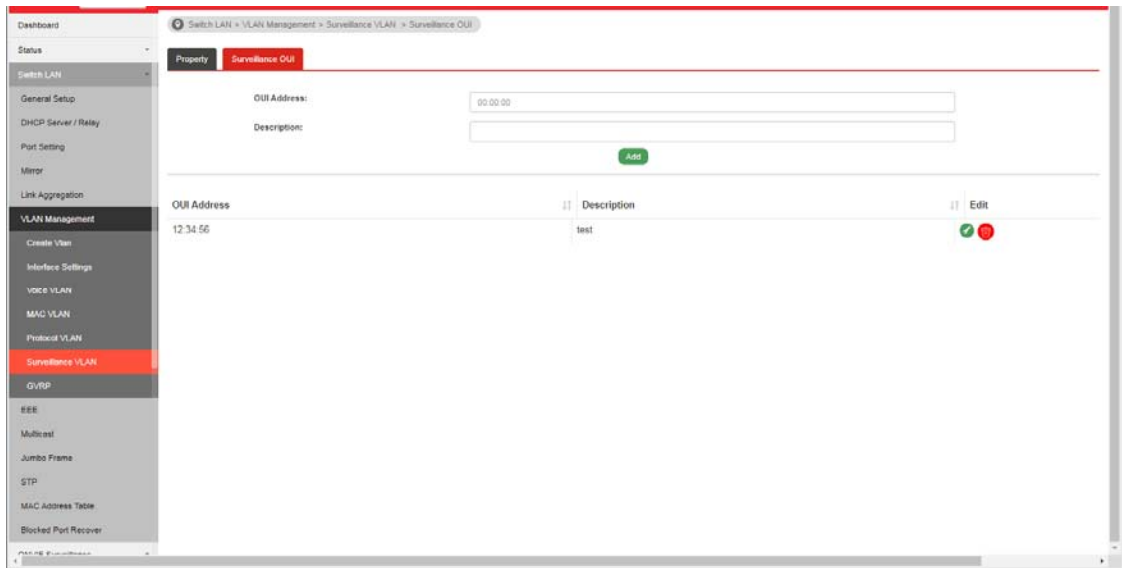 Dashboard
Switch LAN > VLAN Management > Surveillance VLAN > Surveillance OUI
Status
Property
Surveillance OUI
Switch LAN
General Setup
OUI Address:
00:00:00
DHCP Server / Relay
Description:
Port Setting
Add
Mirror
Link Aggregation
OUI Address
Description
Edit
VLAN Management
12:34:56
test
Create Vlan
Interface Settings
Voice VLAN
MAC VLAN
Protocol VLAN
Surveillance VLAN
GVRP
EEE
Multicast
Jumbo Frame
STP
MAC Address Table
Blocked Port Recover